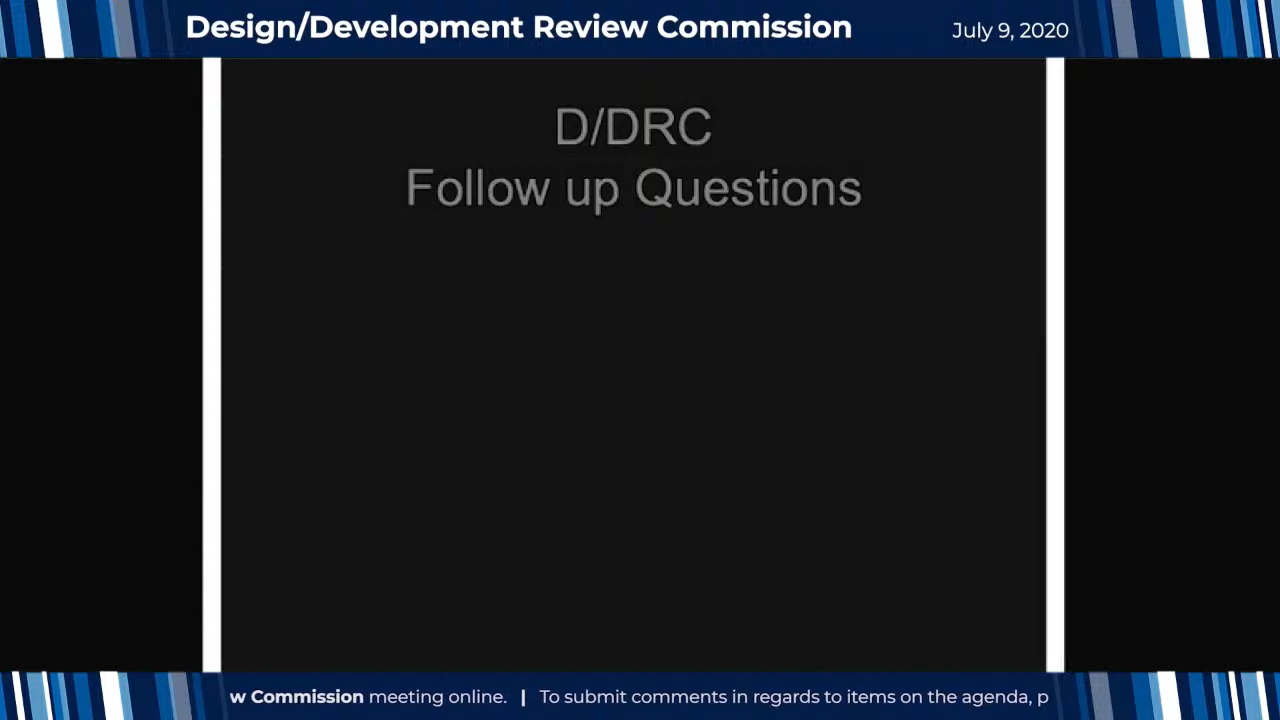 Design/Development Review Commission
July 9, 2020
D/DRC
Follow up Questions
w Commission meeting online. | To submit comments in regards to items on the agenda, p